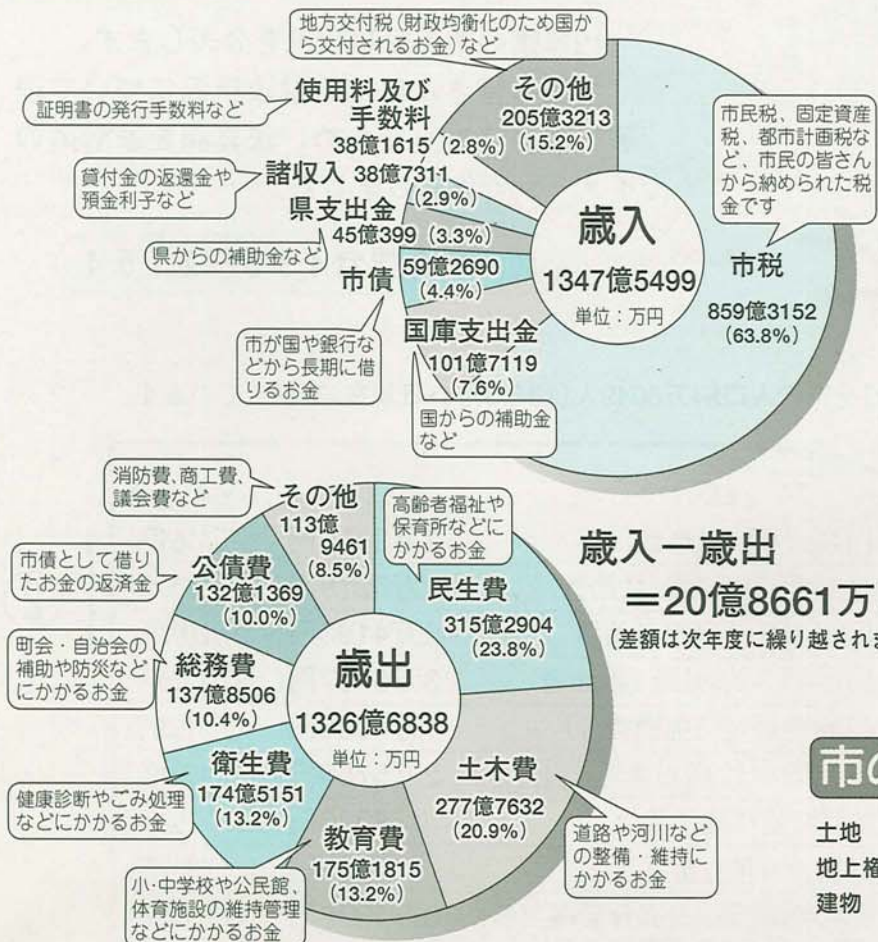 地方交付税(財政均衡化のため国か
ら交付されるお金)など
その他
205億3213
(15.2%)
使用料及び
手数料
38億1615 (2.8%)
証明書の発行手数料など
諸収入 38億7311
(2.9%)
貸付金の返還金や
預金利子など
県支出金
45億399 (3.3%)
県からの補助金など
市債
59億2690
(4.4%)
市が国や銀行な
どから長期に借
りるお金
国庫支出金
101億7119
(7.6%)
国からの補助金
など
歳入
1347億5499
単位:万円
市民税、固定資産
税、都市計画税な
ど、市民の皆さん
から納められた税
金です
市税
859億3152
(63.8%)
消防費、商工費、
議会費など
その他
113億
9461
(8.5%)
高齢者福祉や
保育所などに
かかるお金
民生費
315億2904
(23.8%)
歳入ー歳出
=20億8661万
(差額は次年度に繰り越されま
市債として借り
たお金の返済金
公債費
132億1369
(10.0%)
町会・自治会の
補助や防災など
にかかるお金
総務費
137億8506
(10.4%)
歳出
1326億6838
単位:万円
衛生費
174億5151
(13.2%)
健康診断やごみ処理
などにかかるお金
教育費
175億1815
(13.2%)
小・中学校や公民館、
体育施設の維持管理
などにかかるお金
土木費
277億7632
(20.9%)
道路や河川など
の整備・維持に
かかるお金
市の
土地
地上権
建物